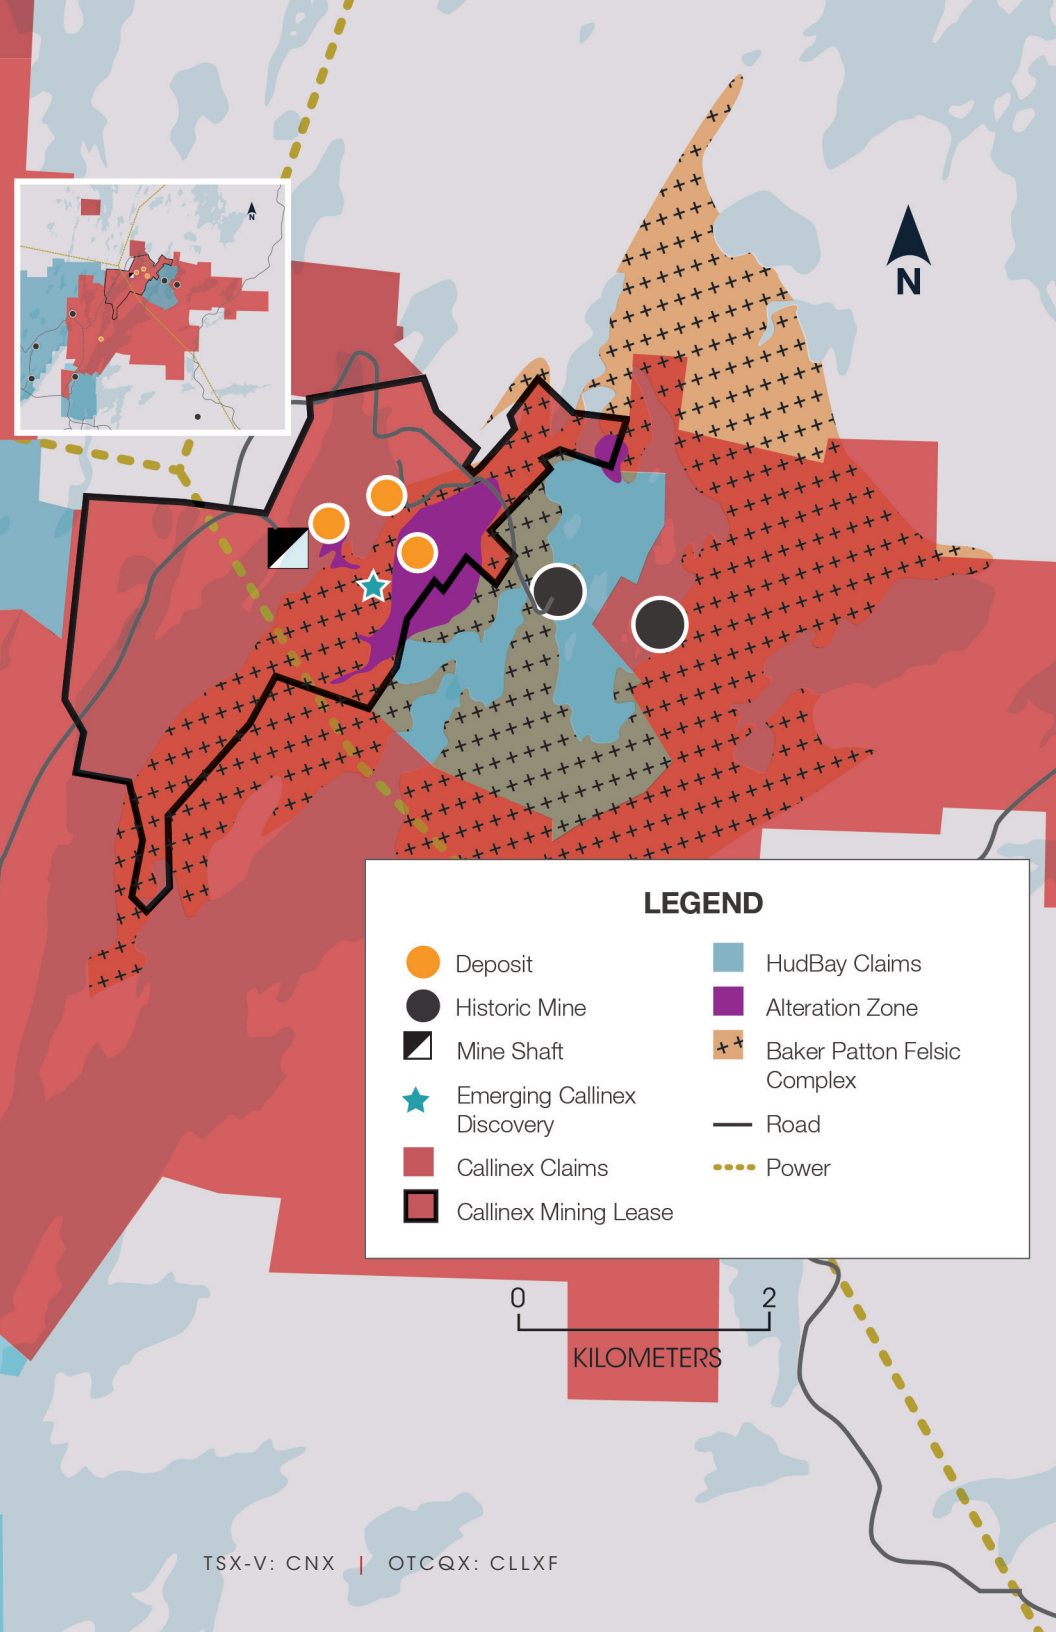 N
N
LEGEND
Deposit
Historic Mine
Mine Shaft
Emerging Callinex
Discovery
Callinex Claims
Callinex Mining Lease
HudBay Claims
Alteration Zone
Baker Patton Felsic
Complex
Road
Power
0 2
KILOMETERS
TSX-V: CNX | OTCQX: CLLXF